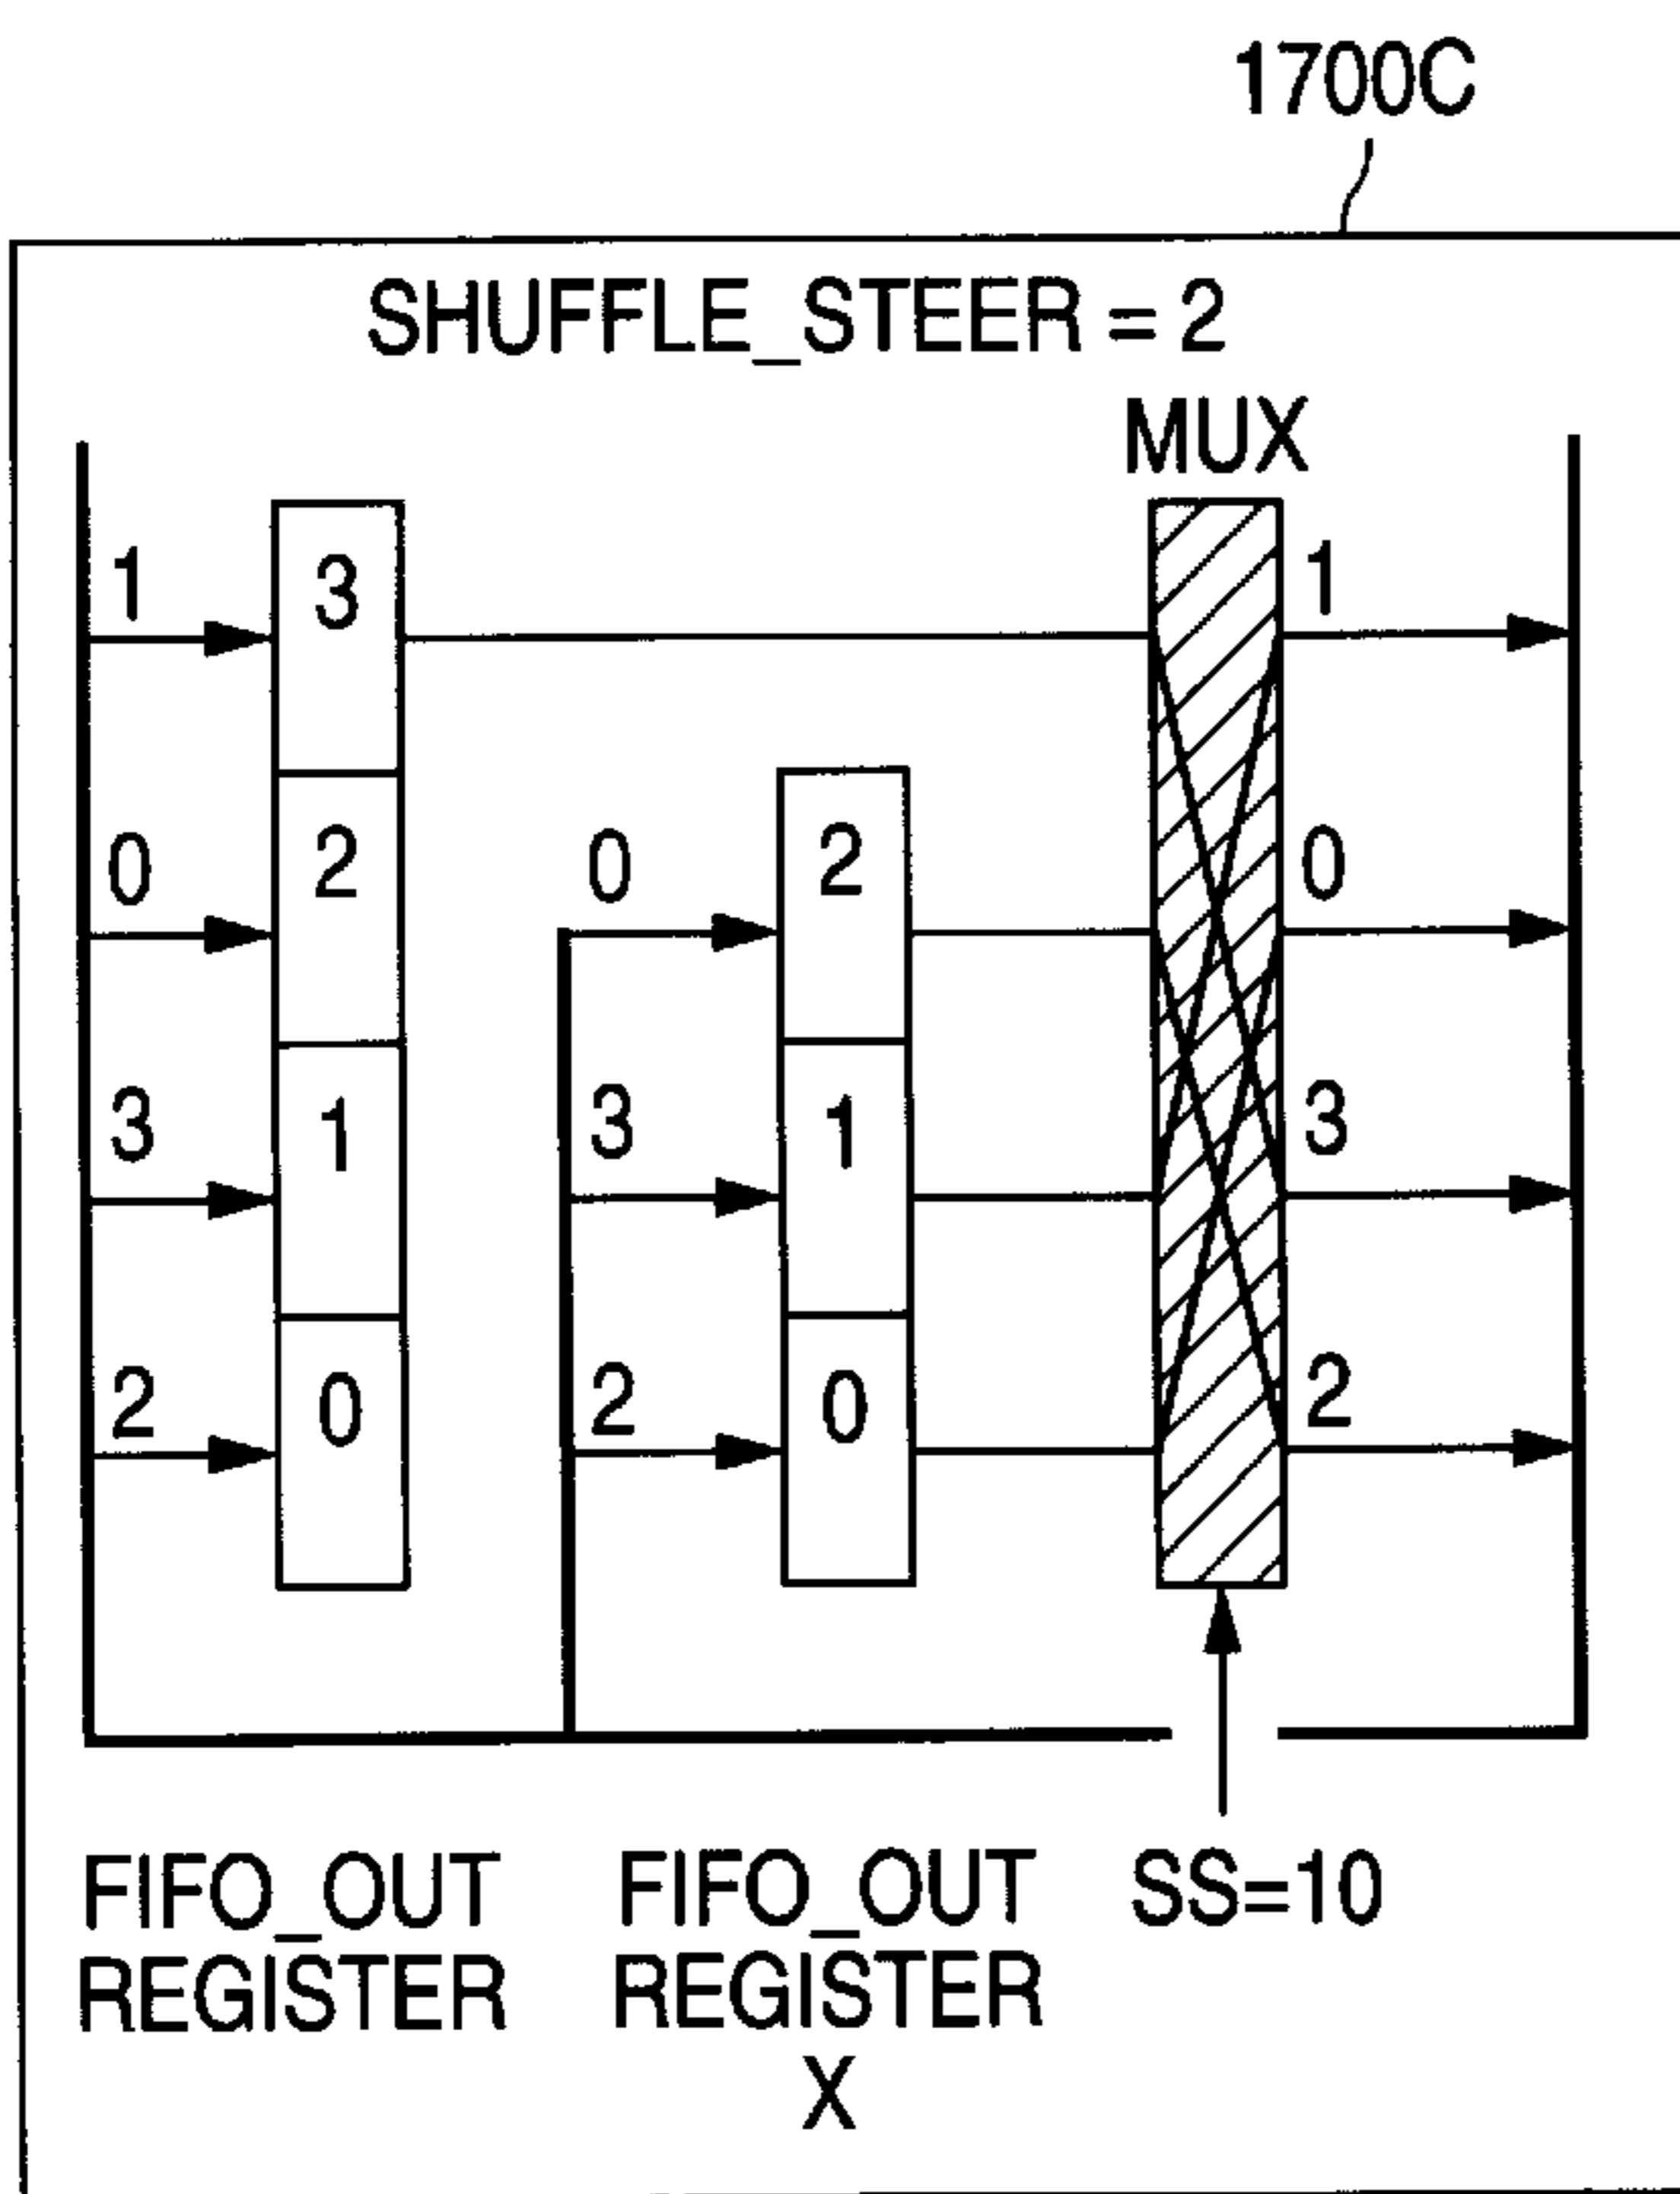 1700C
SHUFFLE_STEER = 2
MUX
1 3 1
0 2 0 2 0
3 1 3 1 3
2 0 2 0 2
FIFO_OUT REGISTER
FIFO_OUT REGISTER X
SS=10